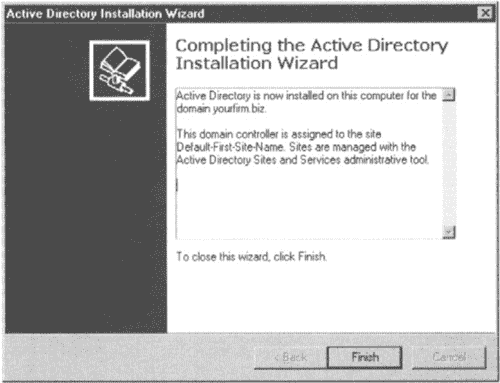 Active Directory Installation Wizard
Completing the Active Directory
Installation Wizard
Active Directory is now installed on this computer for the
domain yourfirm.biz.
This domain controller is assigned to the site
Default-First-Site-Name. Sites are managed with the
Active Directory Sites and Services administrative tool.
To close this wizard, click Finish.
< Back
Finish
Cancel